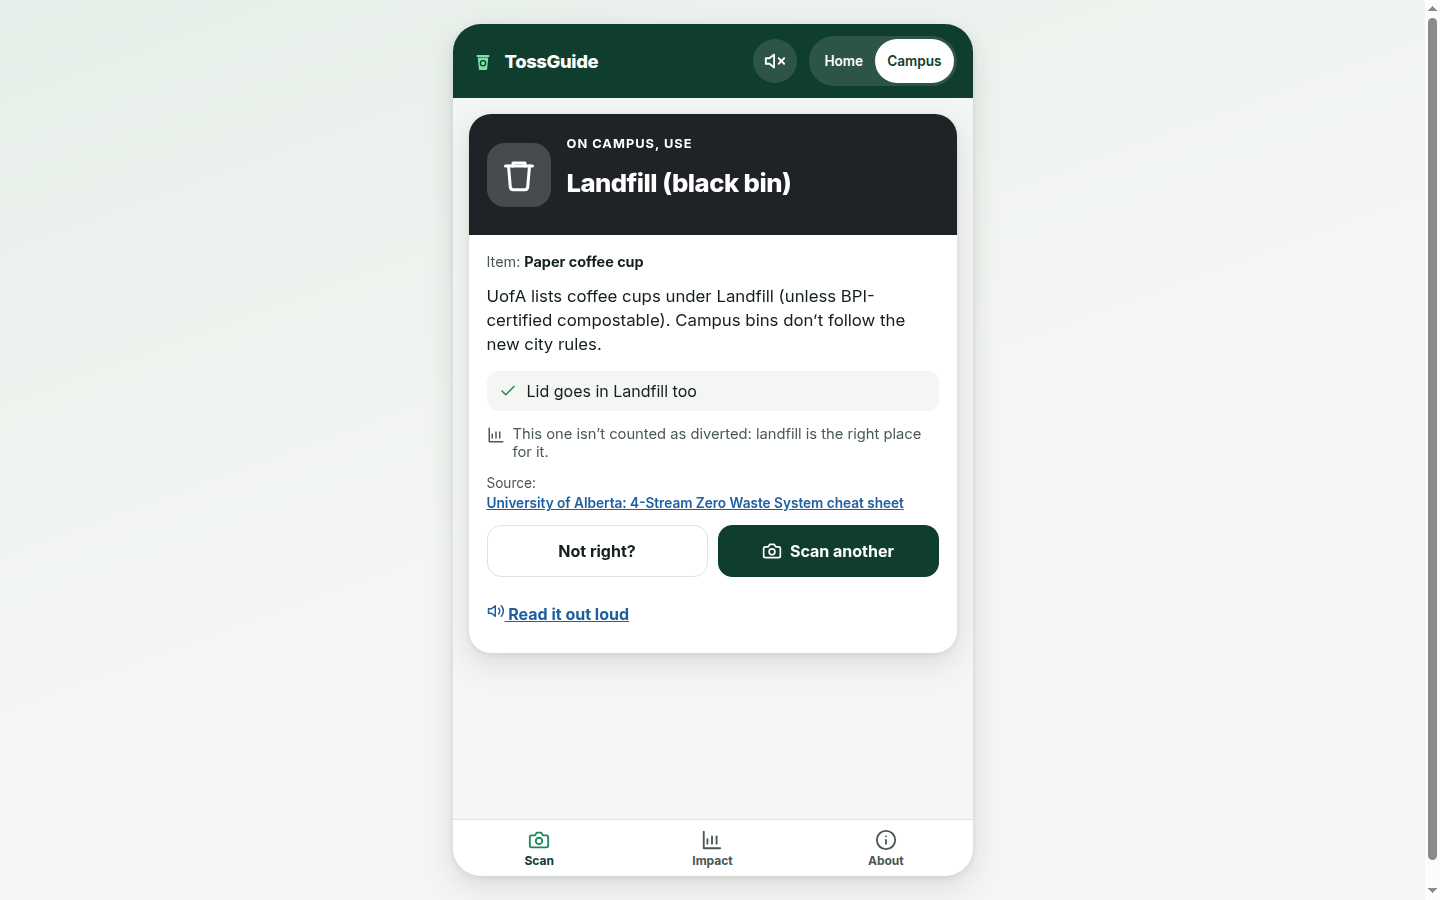 TossGuide
Home
Campus
ON CAMPUS, USE
Landfill (black bin)
Item: Paper coffee cup
UofA lists coffee cups under Landfill (unless BPI-
certified compostable). Campus bins don’t follow the
new city rules.
Lid goes in Landfill too
This one isn’t counted as diverted: landfill is the right place
for it.
Source:
University of Alberta: 4-Stream Zero Waste System cheat sheet
Not right?
Scan another
Read it out loud
Scan
Impact
About